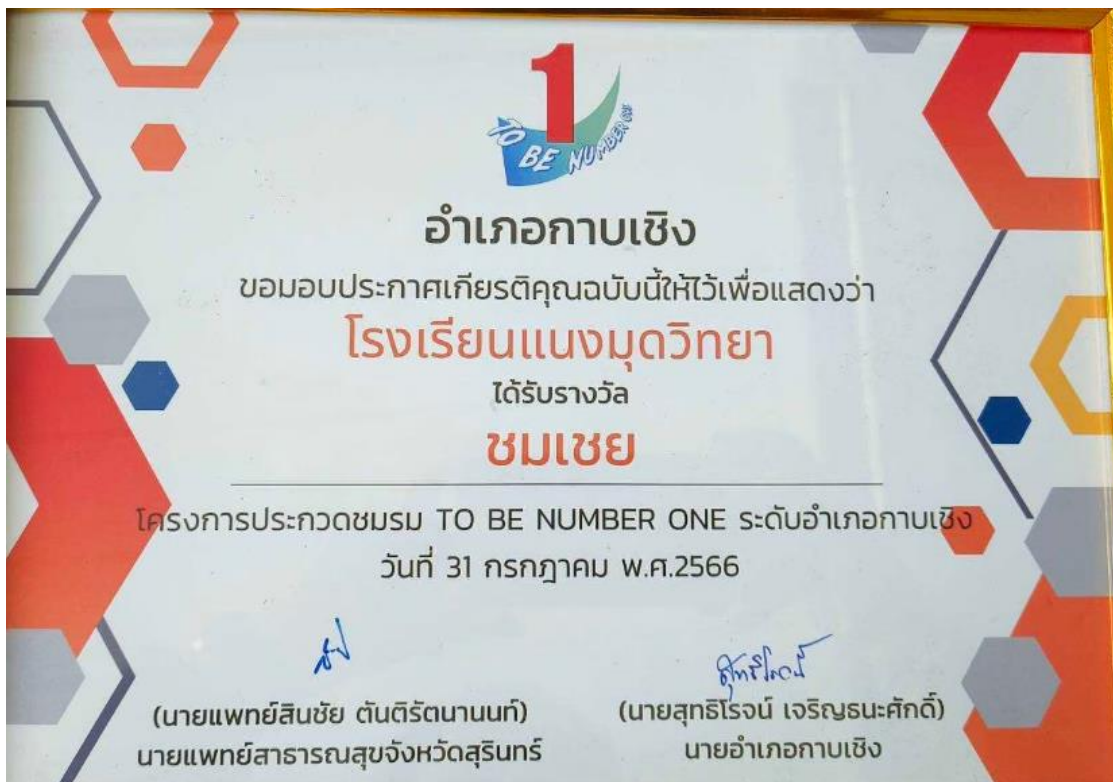 1
TO BE NUMBER ONE
อำเภอกาบเชิง
ขอมอบประกาศเกียรติคุณฉบับนี้ให้ไว้เพื่อแสดงว่า
โรงเรียนแนงมุดวิทยา
ได้รับรางวัล
ชมเชย
โครงการประกวดชมรม TO BE NUMBER ONE ระดับอำเภอกาบเชิง
วันที่ 31 กรกฎาคม พ.ศ.2566
(นายแพทย์สินชัย ตันติรัตนานนท์)
นายแพทย์สาธารณสุขจังหวัดสุรินทร์
(นายสุทธิโรจน์ เจริญธนะศักดิ์)
นายอำเภอกาบเชิง